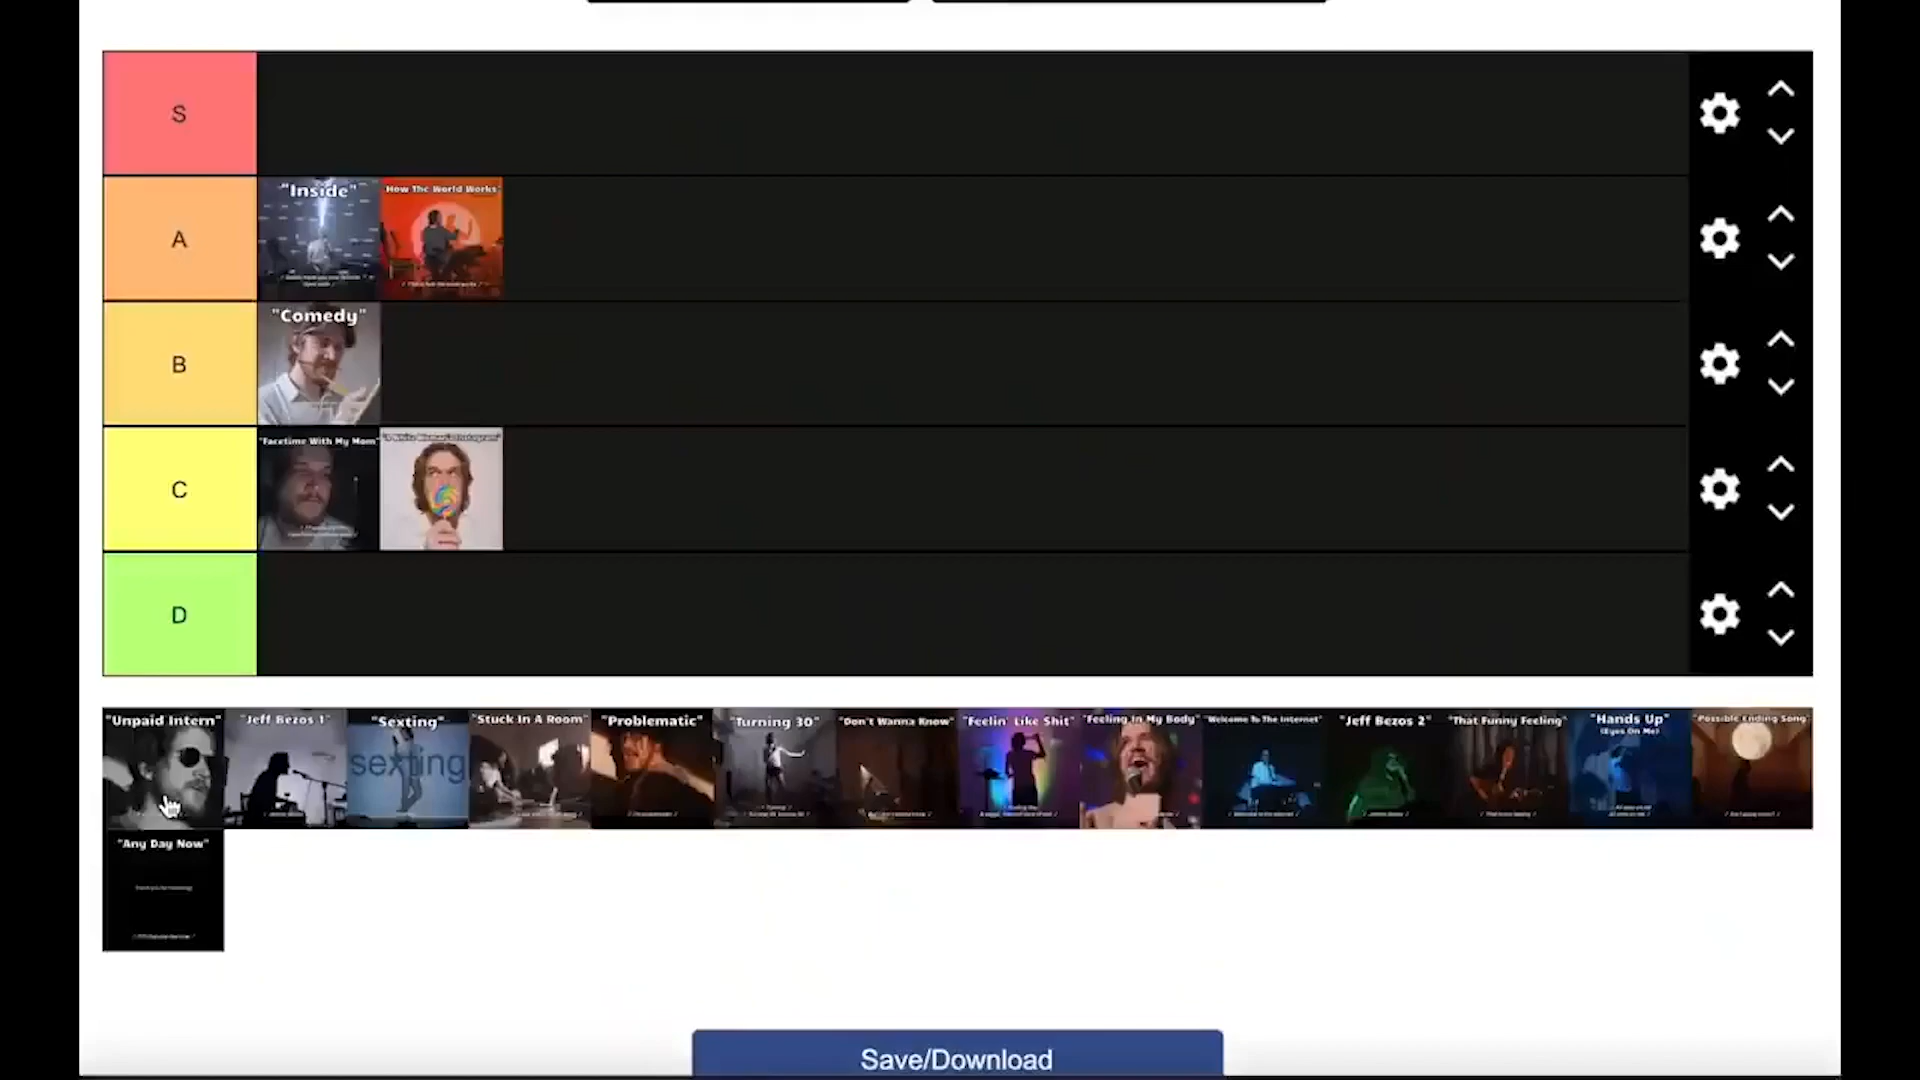 S
A
"Inside"
How The World Works"
B
"Comedy"
C
"Facetime With My Mom"
D
"Unpaid Intern"
"Jeff Bezos 1"
"Sexting"
sexting
"Stuck In A Room"
"Problematic"
"Turning 30"
"Don't Wanna Know"
"Feelin' Like Shit"
"Feeling In My Body"
"Welcome To The Internet"
"Jeff Bezos 2"
"That Funny Feeling"
"Hands Up"
(Eyes On Me)
"Possible Ending Song"
"Any Day Now"
Save/Download